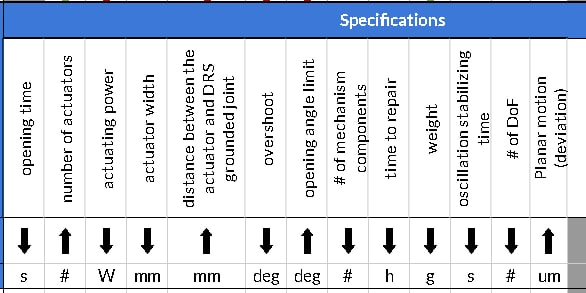 Specifications
opening time
number of actuators
actuating power
actuator width
distance between the
actuator and DRS
grounded joint
overshoot
opening angle limit
# of mechanism
components
time to repair
weight
oscillation stabilizing
time
# of DoF
Planar motion
(deviation)
s # W mm mm deg deg # h g s # um